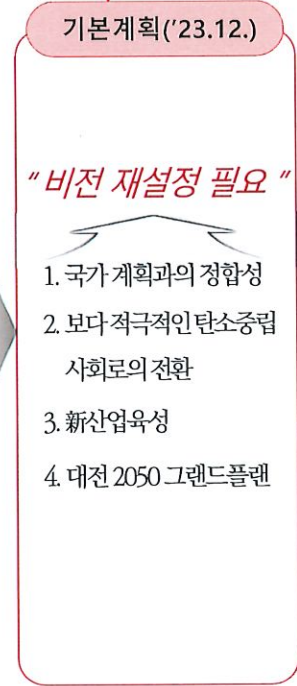 기본계획('23.12.)
“비전 재설정 필요”
1. 국가 계획과의 정합성
2. 보다 적극적인 탄소중립
사회로의 전환
3. 新산업육성
4. 대전 2050 그랜드플랜